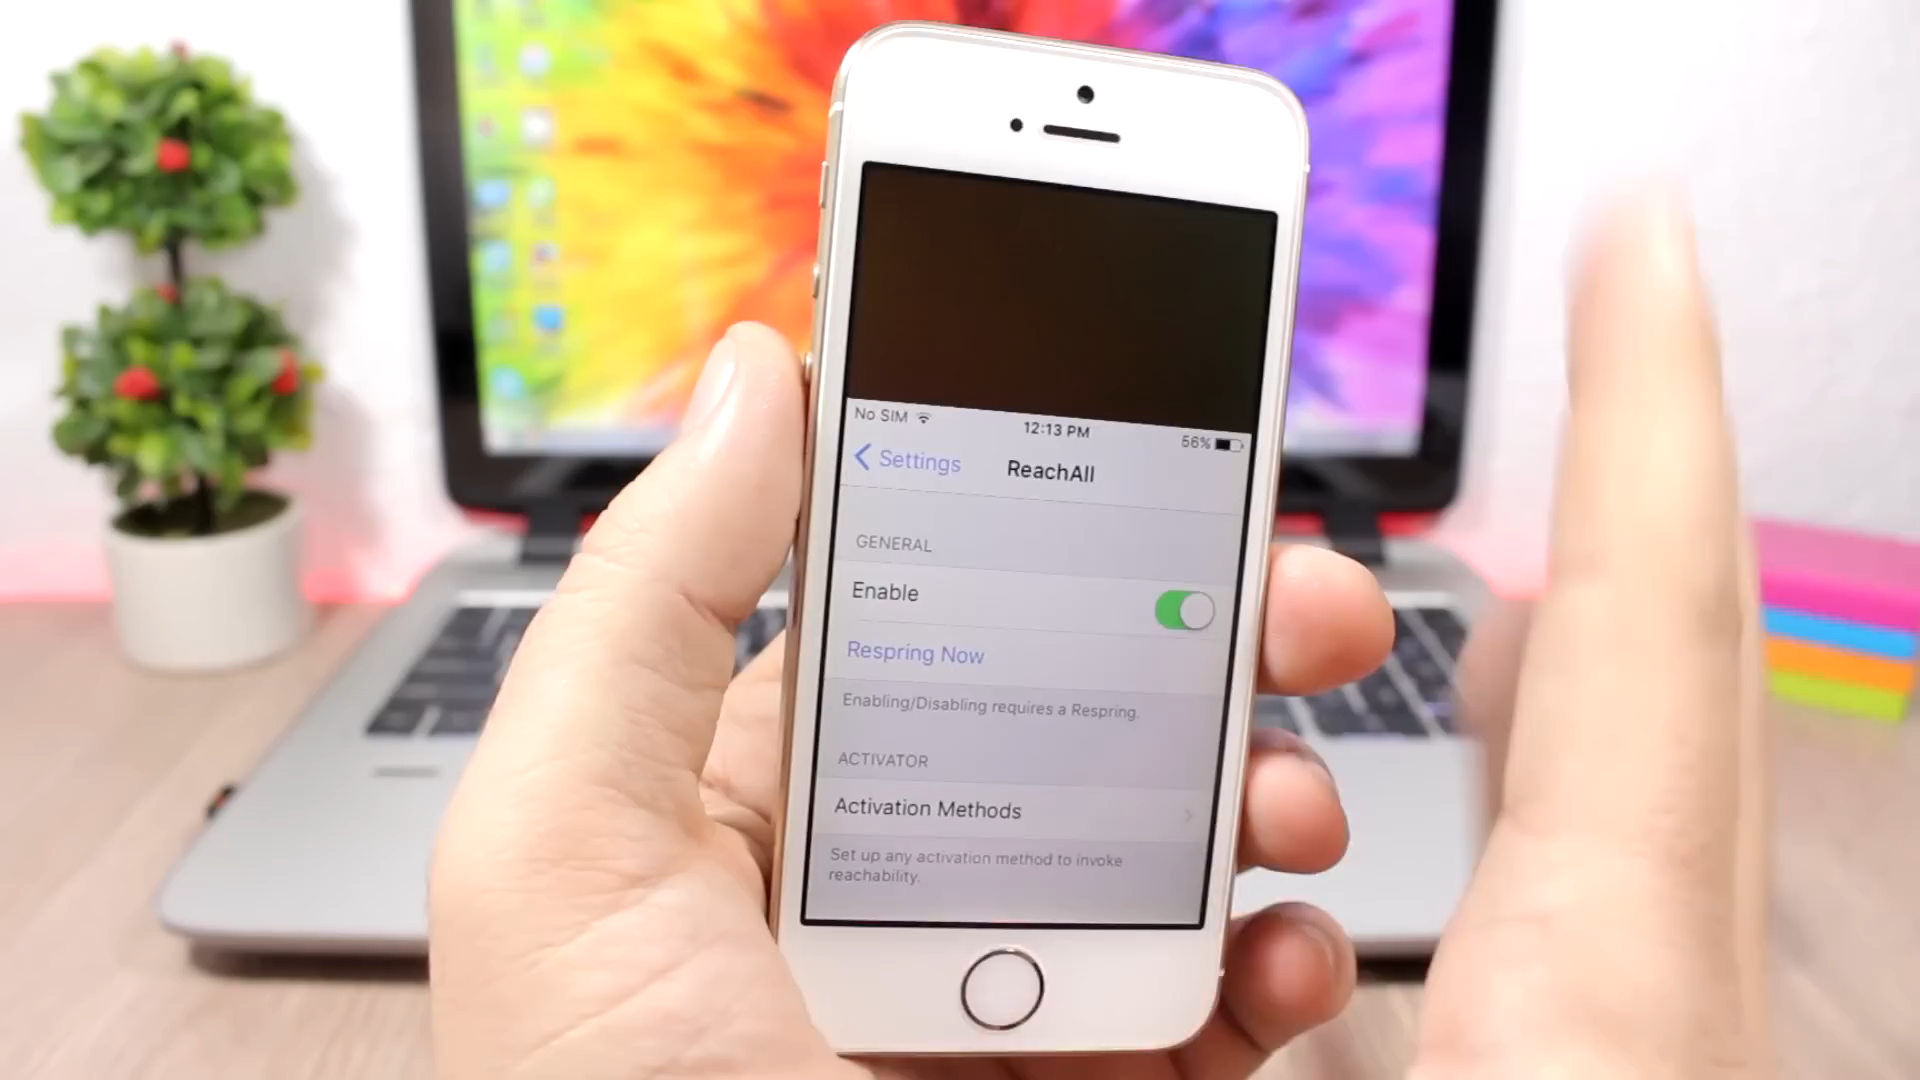 No SIM 12:13 PM 56%
Settings ReachAll
GENERAL
Enable
Respring Now
Enabling/Disabling requires a Respring.
ACTIVATOR
Activation Methods
Set up any activation method to invoke
reachability.